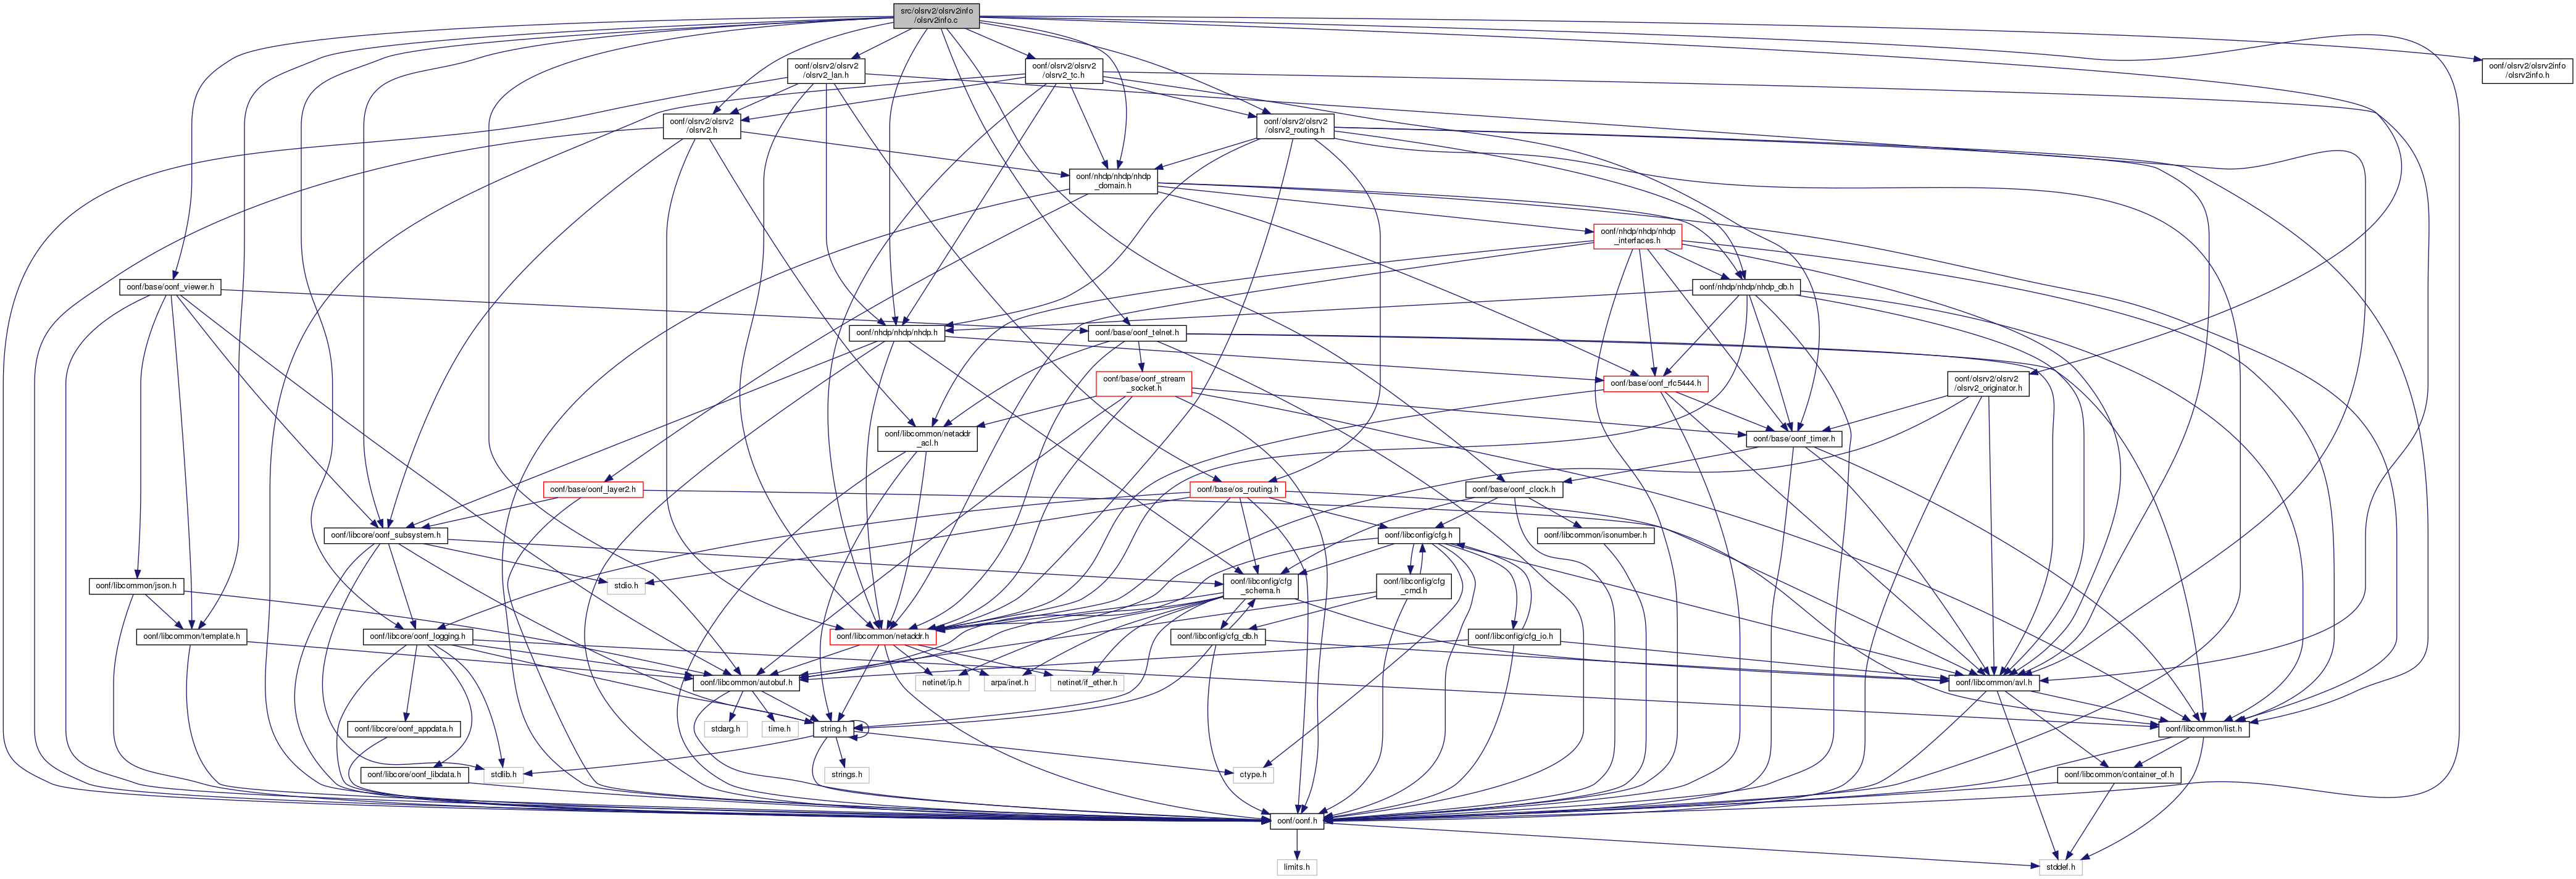 src/olsrv2/olsrv2info
/olsrv2info.c
oonf/olsrv2/olsrv2
/olsrv2_lan.h
oonf/olsrv2/olsrv2
/olsrv2_tc.h
oonf/olsrv2/olsrv2info
/olsrv2info.h
oonf/olsrv2/olsrv2
/olsrv2.h
oonf/olsrv2/olsrv2
/olsrv2_routing.h
oonf/nhdp/nhdp/nhdp
_domain.h
oonf/nhdp/nhdp/nhdp
_interfaces.h
oonf/base/oonf_viewer.h
oonf/nhdp/nhdp/nhdp_db.h
oonf/nhdp/nhdp/nhdp.h
oonf/base/oonf_telnet.h
oonf/base/oonf_stream
_socket.h
oonf/base/oonf_rfc5444.h
oonf/olsrv2/olsrv2
/olsrv2_originator.h
oonf/libcommon/netaddr
_acl.h
oonf/base/oonf_timer.h
oonf/base/oonf_layer2.h
oonf/base/os_routing.h
oonf/base/oonf_clock.h
oonf/libcore/oonf_subsystem.h
oonf/libconfig/cfg.h
oonf/libcommon/isonumber.h
oonf/libcommon/json.h
stdio.h
oonf/libconfig/cfg
_schema.h
oonf/libconfig/cfg
_cmd.h
oonf/libcommon/template.h
oonf/libcore/oonf_logging.h
oonf/libcommon/netaddr.h
oonf/libconfig/cfg_db.h
oonf/libconfig/cfg_io.h
oonf/libcommon/autobuf.h
netinet/ip.h
arpa/inet.h
netinet/if_ether.h
oonf/libcommon/avl.h
oonf/libcore/oonf_appdata.h
stdarg.h
time.h
string.h
oonf/libcommon/list.h
oonf/libcore/oonf_libdata.h
stdlib.h
strings.h
ctype.h
oonf/libcommon/container_of.h
oonf/oonf.h
limits.h
stddef.h